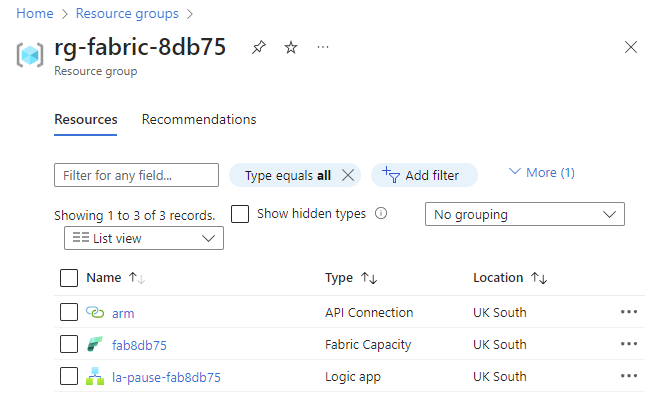 Home > Resource groups >
rg-fabric-8db75
Resource group
Resources Recommendations
Filter for any field... Type equals all Add filter More (1)
Showing 1 to 3 of 3 records. Show hidden types No grouping
List view
Name Type Location
arm API Connection UK South
fab8db75 Fabric Capacity UK South
la-pause-fab8db75 Logic app UK South